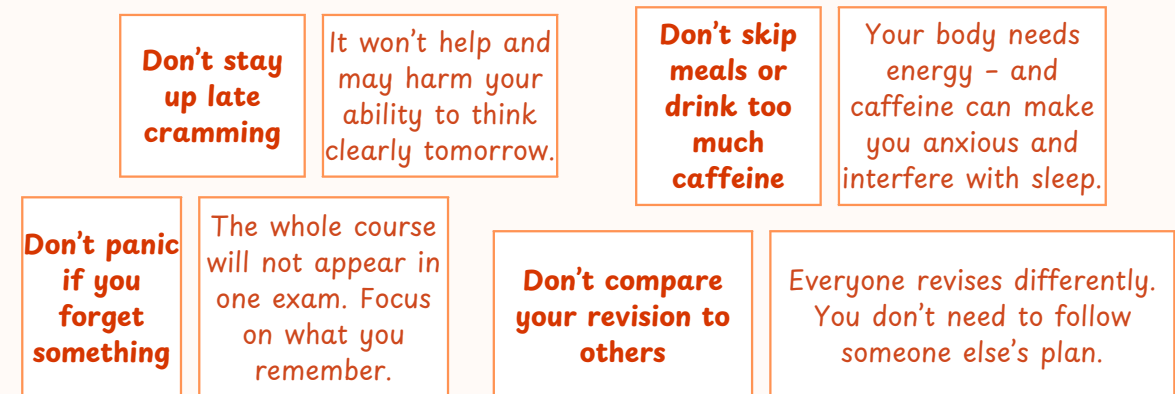 Don't stay
up late
cramming
It won't help and
may harm your
ability to think
clearly tomorrow.
Don't skip
meals or
drink too
much
caffeine
Your body needs
energy - and
caffeine can make
you anxious and
interfere with sleep.
Don't panic
if you
forget
something
The whole course
will not appear in
one exam. Focus
on what you
remember.
Don't compare
your revision to
others
Everyone revises differently.
You don't need to follow
someone else's plan.